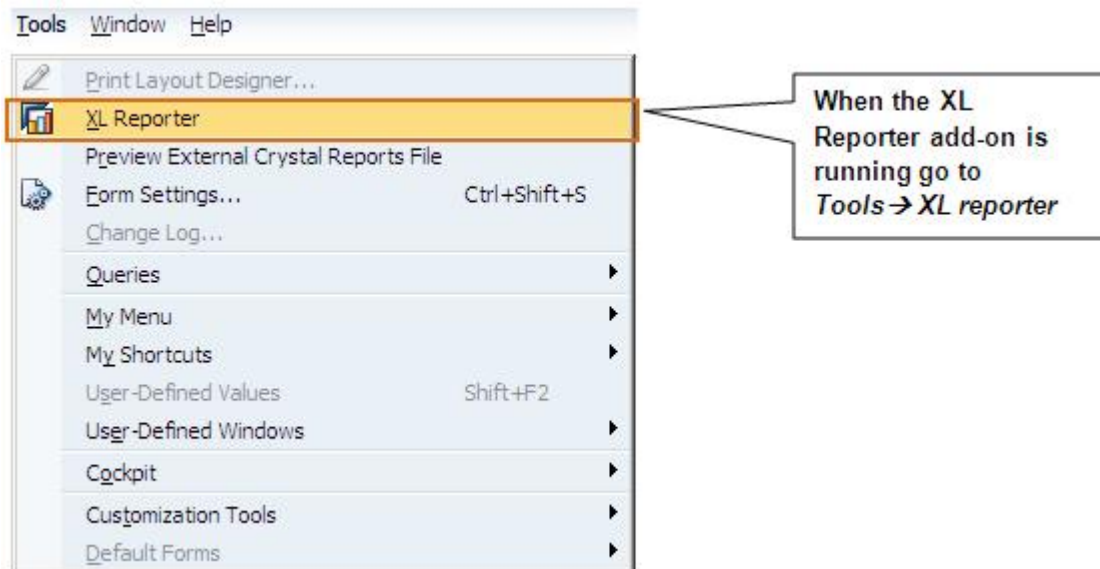 Tools Window Help
Print Layout Designer...
XL Reporter
Preview External Crystal Reports File
Form Settings... Ctrl+Shift+S
Change Log...
Queries
My Menu
My Shortcuts
User-Defined Values Shift+F2
User-Defined Windows
Cockpit
Customization Tools
Default Forms
When the XL
Reporter add-on is
running go to
Tools→ XL reporter